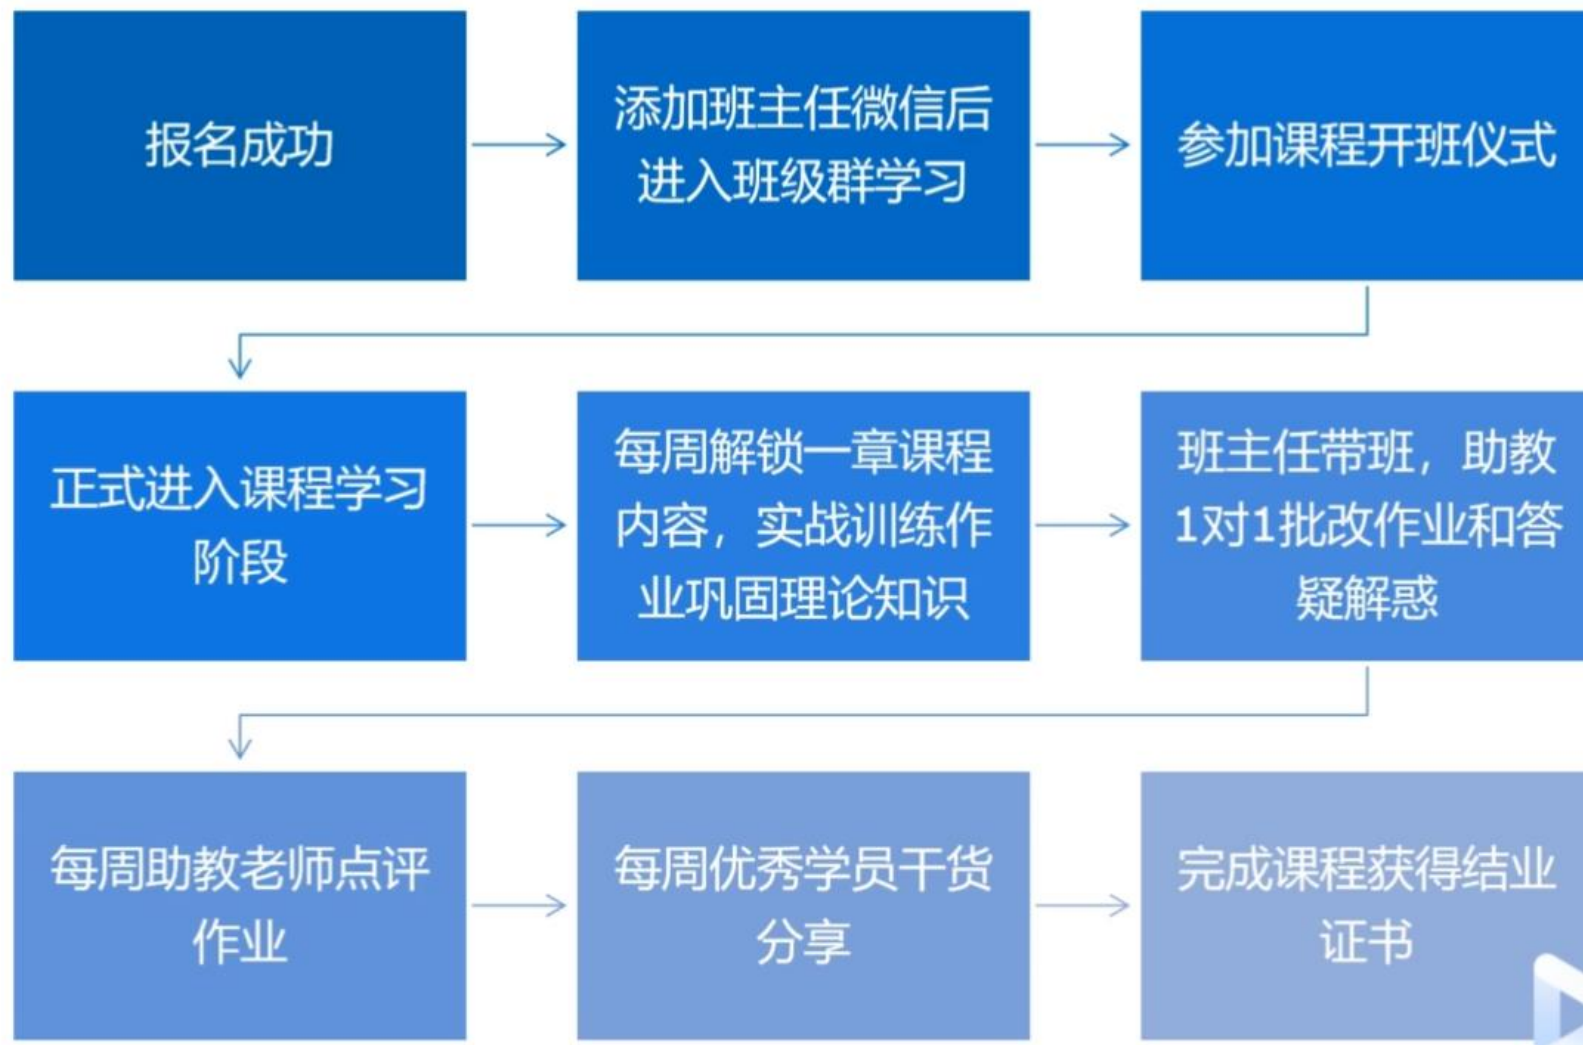 报名成功
添加班主任微信后
进入班级群学习
参加课程开班仪式
正式进入课程学习
阶段
每周解锁一章课程
内容，实战训练作
业巩固理论知识
班主任带班，助教
1对1批改作业和答
疑解惑
每周助教老师点评
作业
每周优秀学员干货
分享
完成课程获得结业
证书